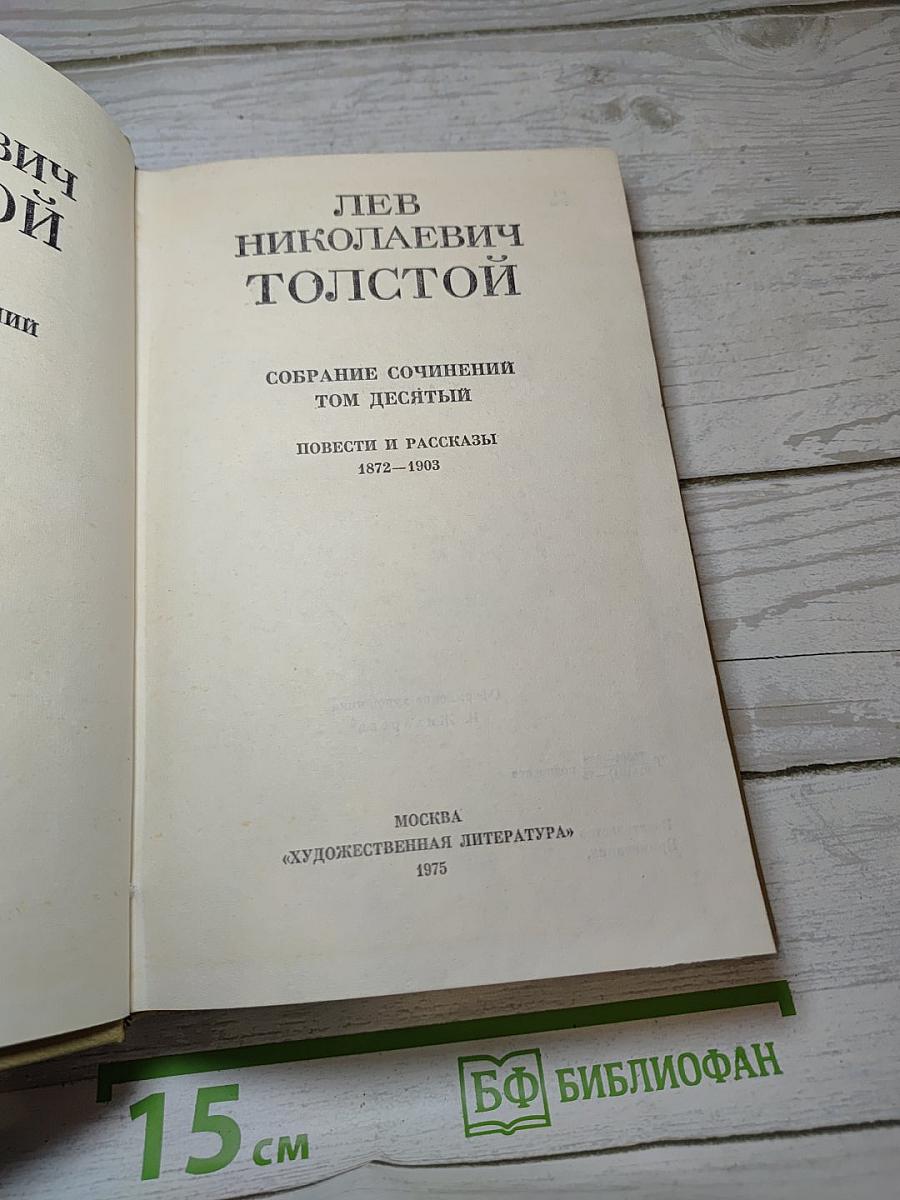 ЛЕВ
НИКОЛАЕВИЧ
ТОЛСТОЙ
СОБРАНИЕ СОЧИНЕНИЙ
ТОМ ДЕСЯТЫЙ
ПОВЕСТИ И РАССКАЗЫ
1872—1903
МОСКВА
«ХУДОЖЕСТВЕННАЯ ЛИТЕРАТУРА»
1975
15 см
БФ БИБЛИОФАН